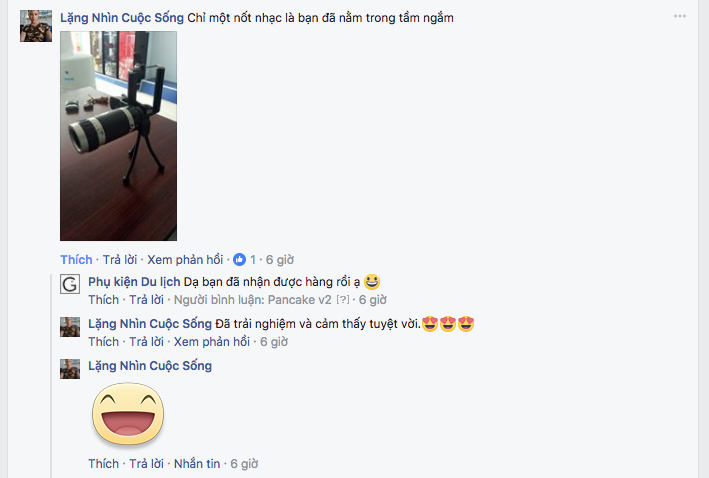 Lặng Nhìn Cuộc Sống Chỉ một nốt nhạc là bạn đã nằm trong tầm ngắm
Thích · Trả lời · Xem phản hồi · 1 · 6 giờ
G Phụ kiện Du lịch Dạ bạn đã nhận được hàng rồi ạ 😀
Thích · Trả lời · Người bình luận: Pancake v2 [?] · 6 giờ
Lặng Nhìn Cuộc Sống Đã trải nghiệm và cảm thấy tuyệt vời.😍😍😍
Thích · Trả lời · Xem phản hồi · 6 giờ
Lặng Nhìn Cuộc Sống
Thích · Trả lời · Nhắn tin · 6 giờ